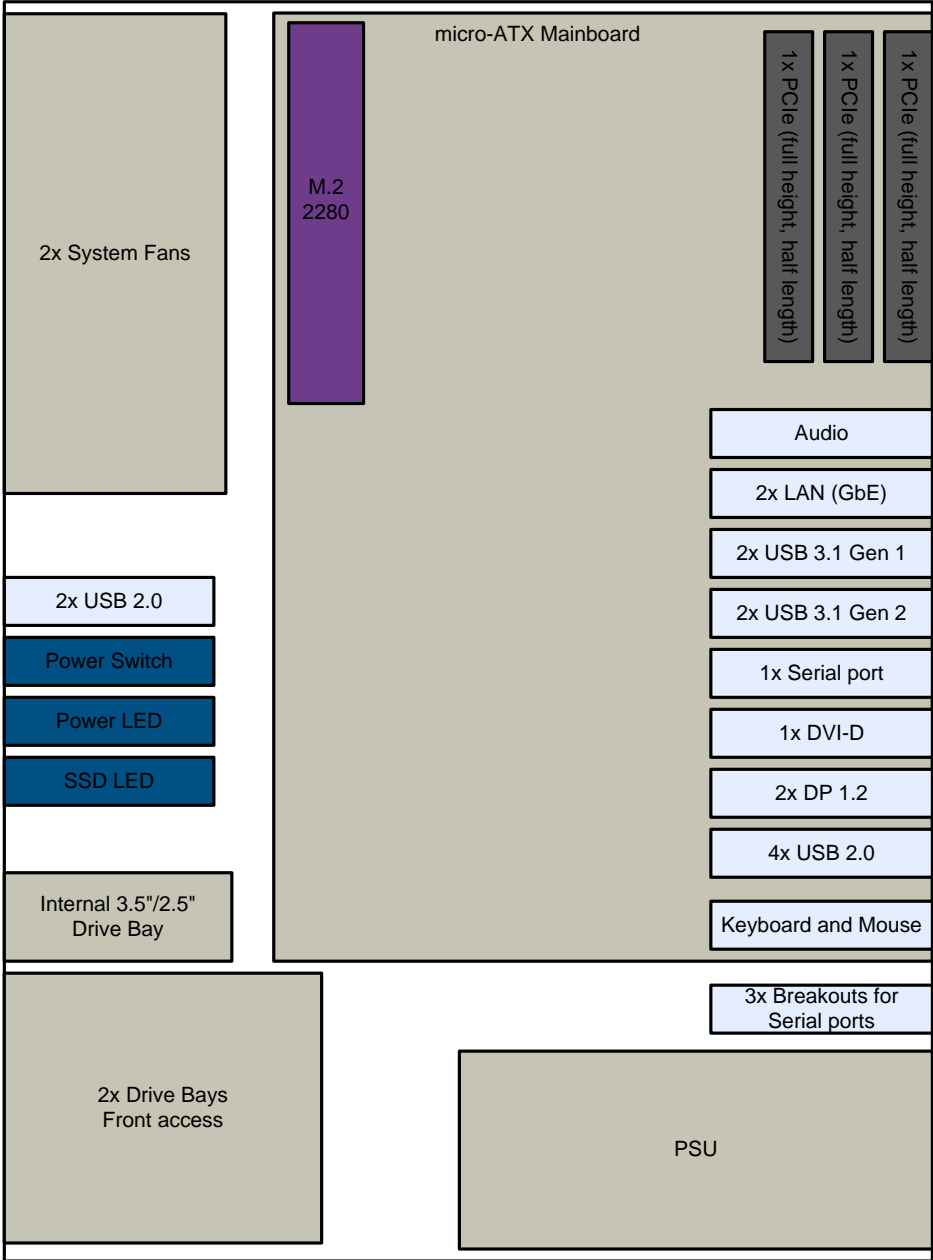 micro-ATX Mainboard
1x PCIe (full height, half length)
1x PCIe (full height, half length)
1x PCIe (full height, half length)
M.2
2280
2x System Fans
Audio
2x LAN (GbE)
2x USB 3.1 Gen 1
2x USB 2.0
2x USB 3.1 Gen 2
Power Switch
1x Serial port
Power LED
1x DVI-D
SSD LED
2x DP 1.2
4x USB 2.0
Internal 3.5"/2.5"
Drive Bay
Keyboard and Mouse
3x Breakouts for
Serial ports
2x Drive Bays
Front access
PSU